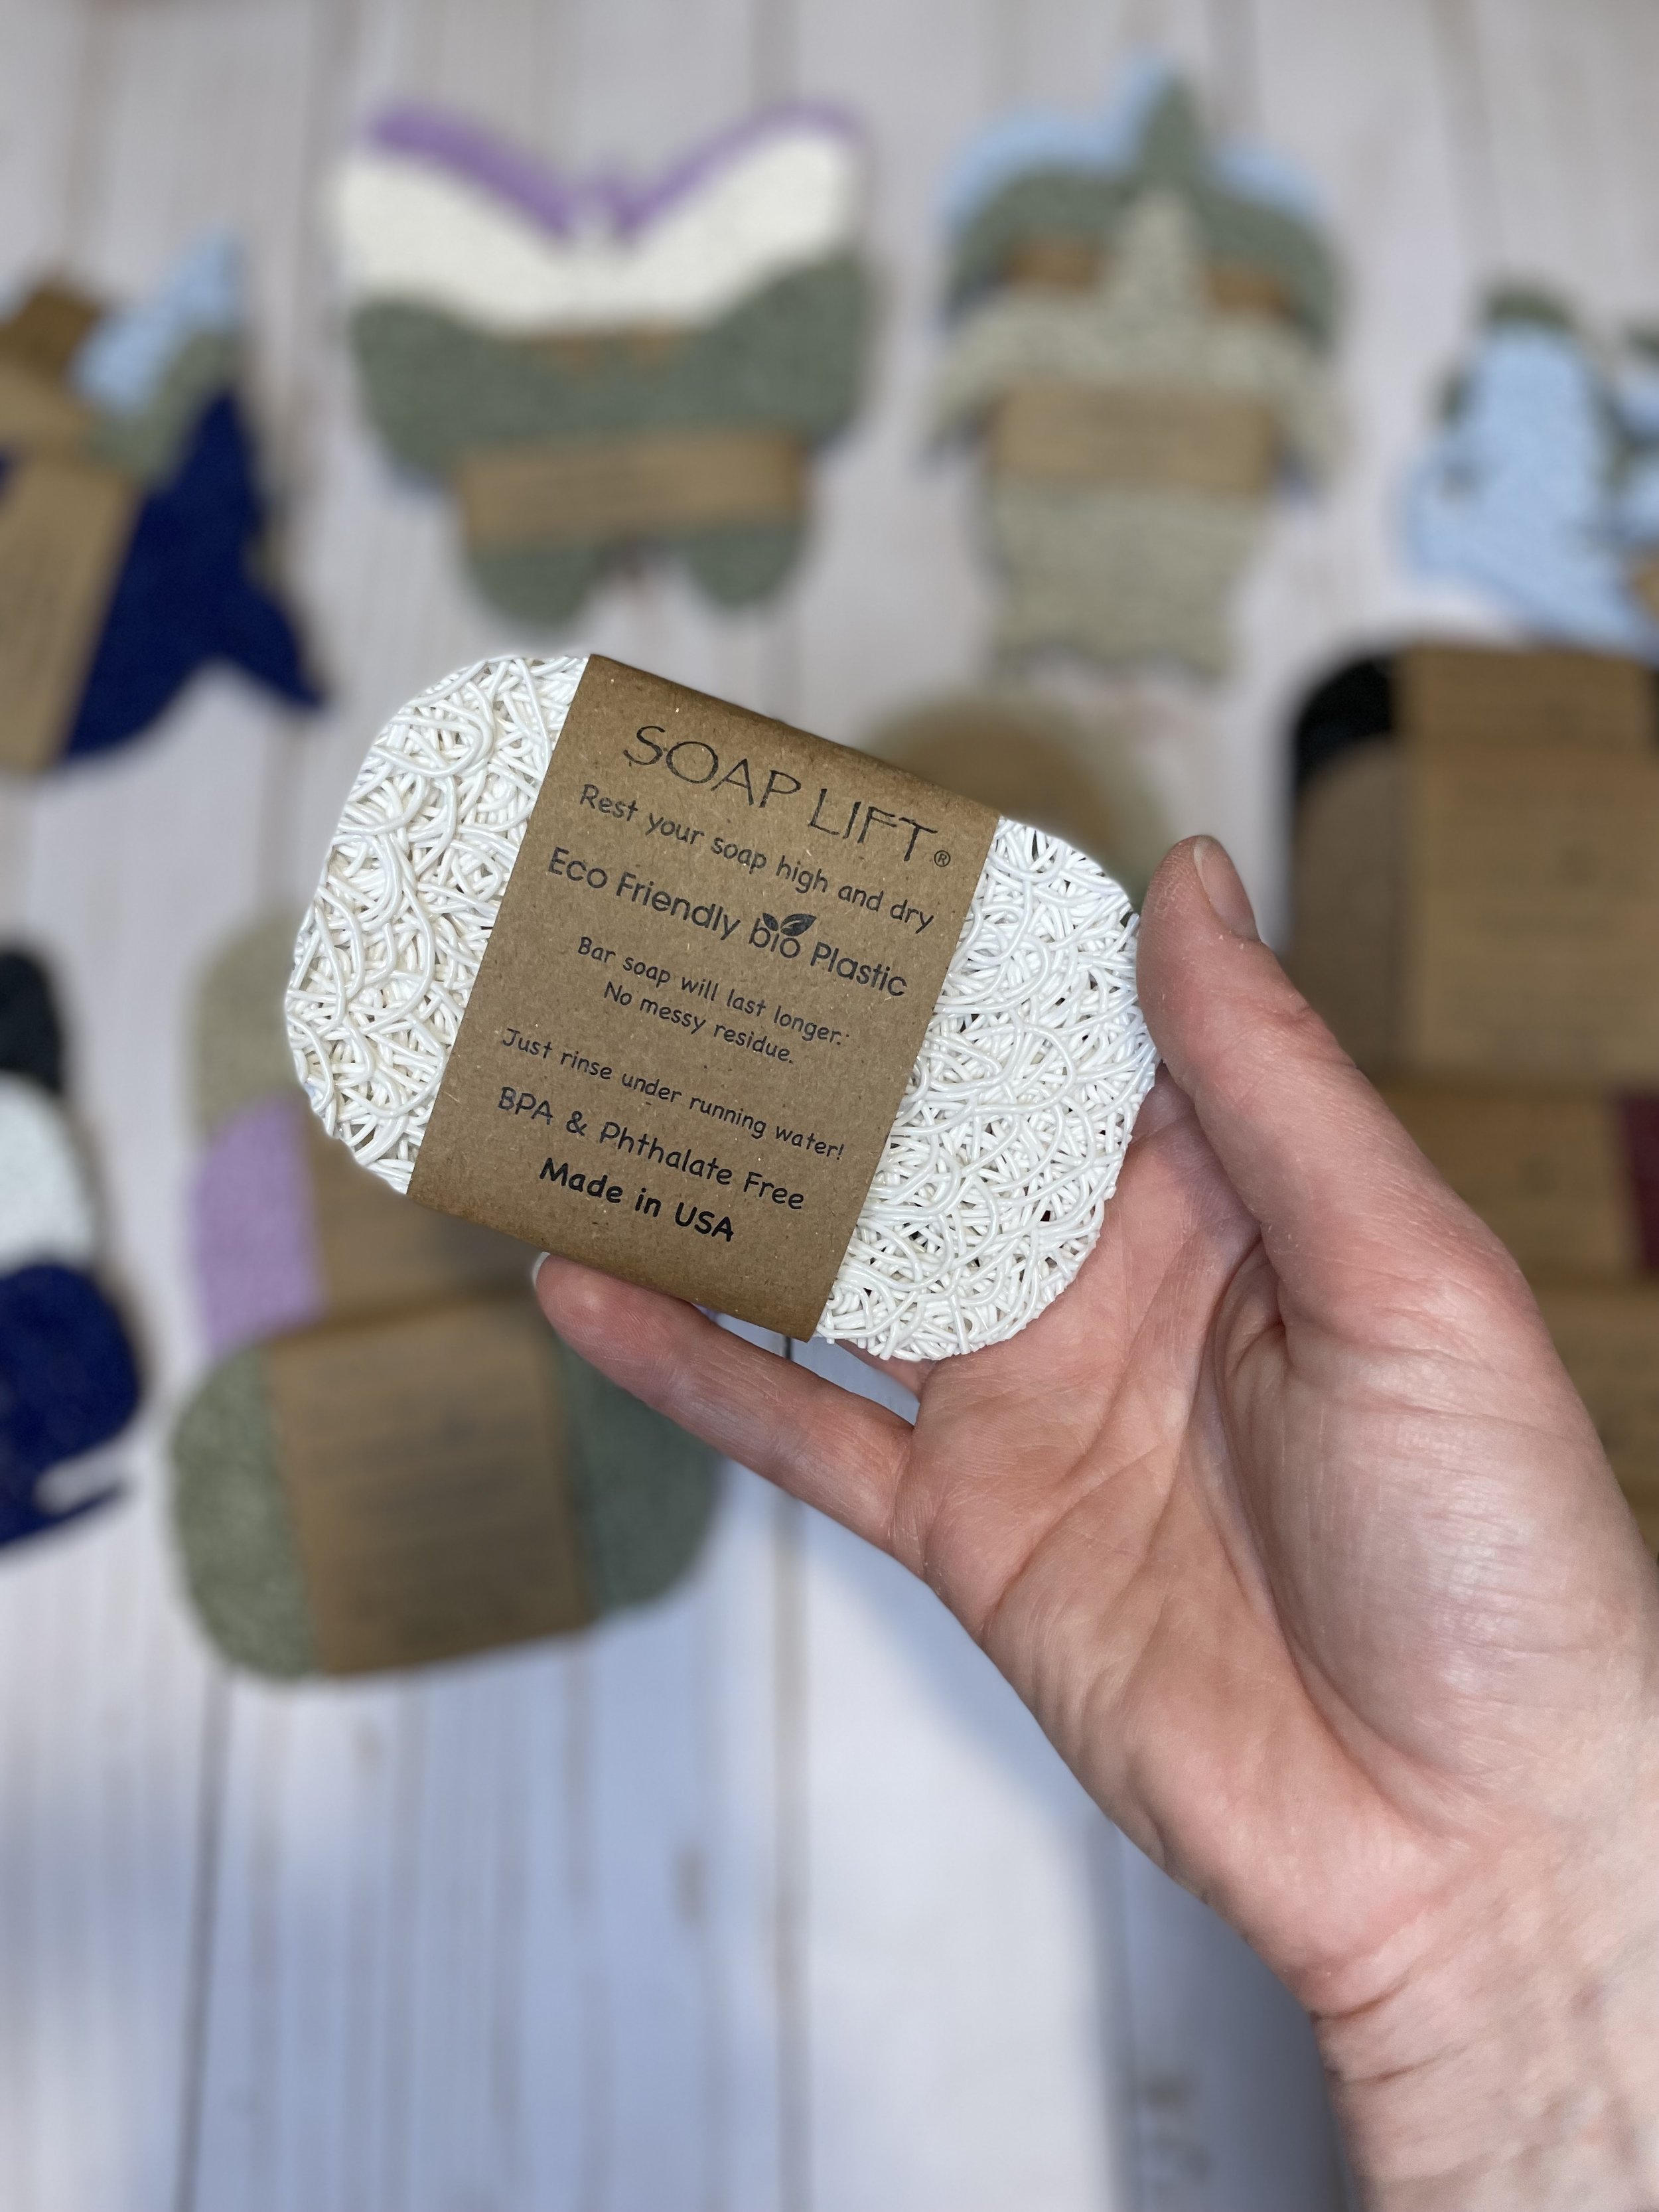 SOAP LIFT®
Rest your soap high and dry
Eco Friendly bio Plastic
Bar soap will last longer.
No messy residue.
Just rinse under running water!
BPA & Phthalate Free
Made in USA